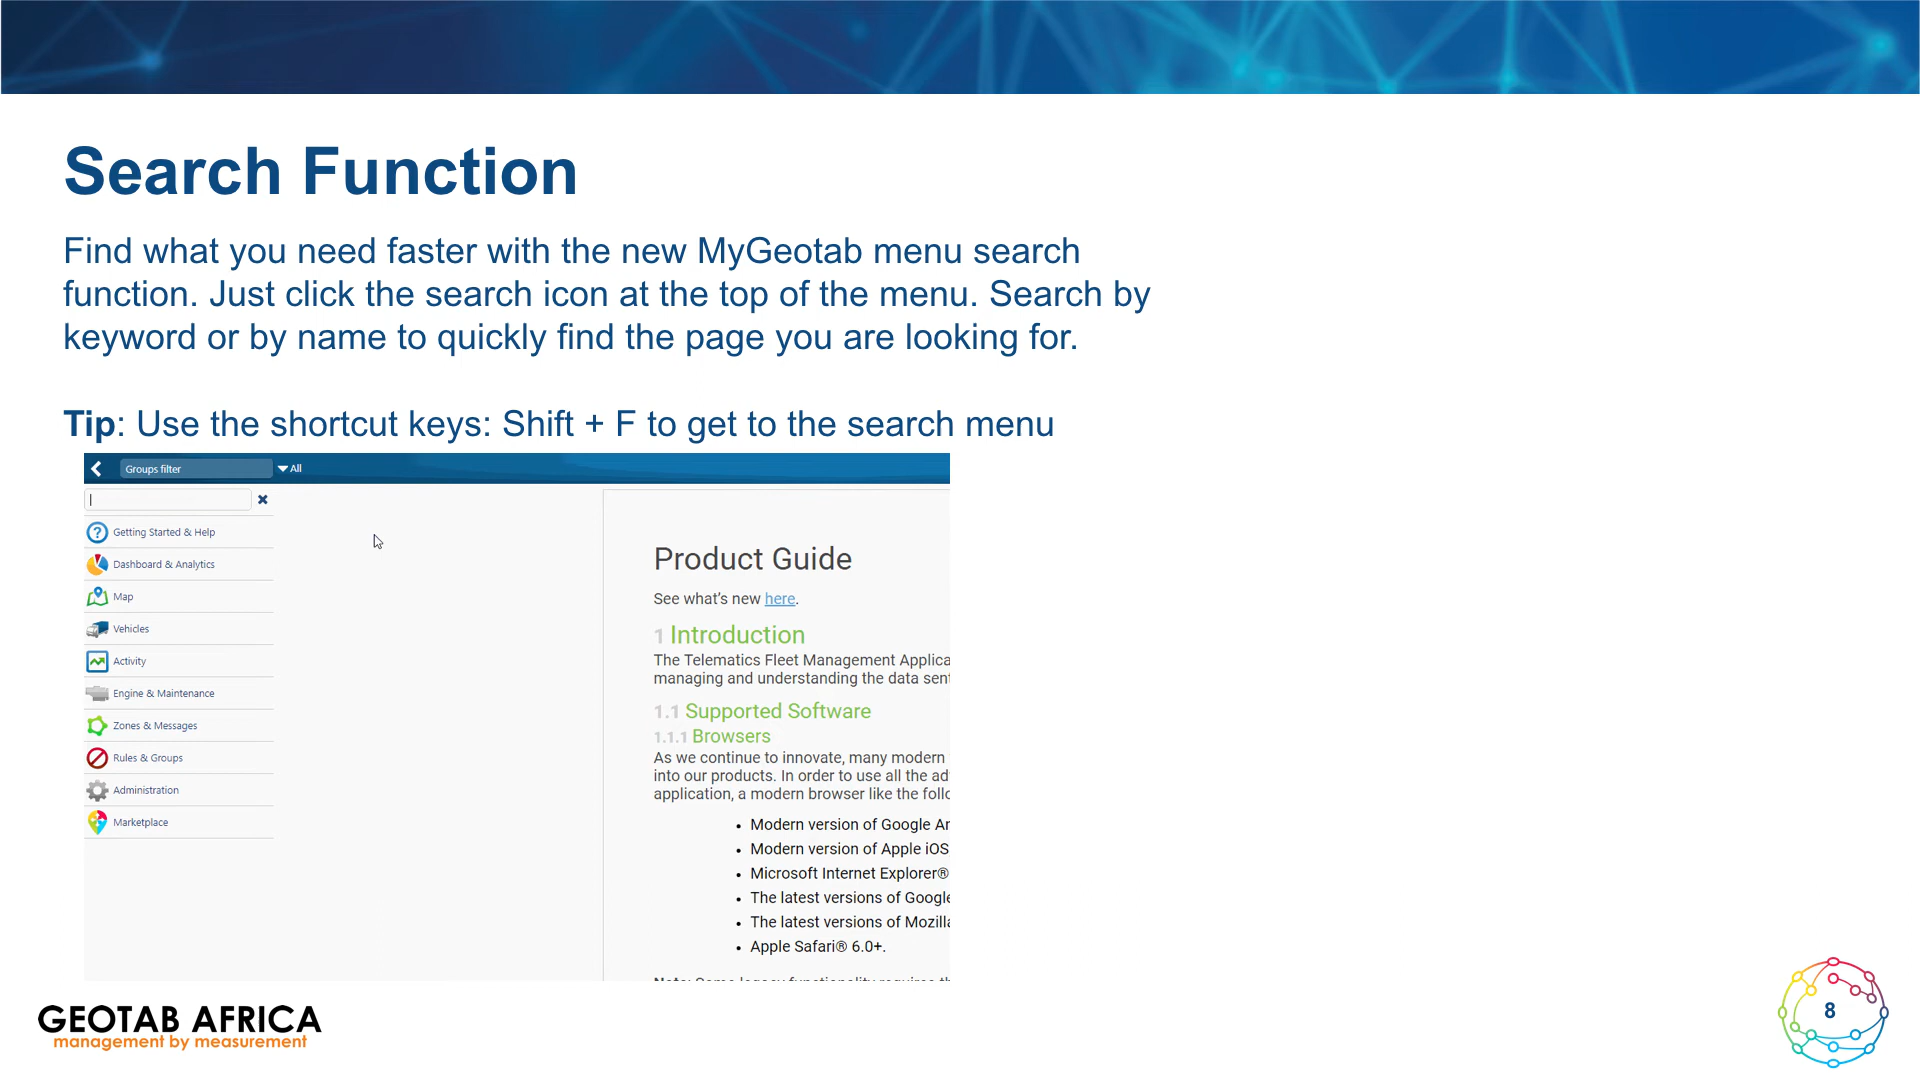 Search Function
Find what you need faster with the new MyGeotab menu search
function. Just click the search icon at the top of the menu. Search by
keyword or by name to quickly find the page you are looking for.
Tip: Use the shortcut keys: Shift + F to get to the search menu
Groups filter All
Getting Started & Help
Dashboard & Analytics
Map
Vehicles
Activity
Engine & Maintenance
Zones & Messages
Rules & Groups
Administration
Marketplace
Product Guide
See what's new here.
1 Introduction
The Telematics Fleet Management Applica
managing and understanding the data sent
1.1 Supported Software
1.1.1 Browsers
As we continue to innovate, many modern
into our products. In order to use all the ad
application, a modern browser like the follo
• Modern version of Google An
• Modern version of Apple iOS
• Microsoft Internet Explorer®
• The latest versions of Google
• The latest versions of Mozilla
• Apple Safari® 6.0+.
GEOTAB AFRICA
management by measurement
8